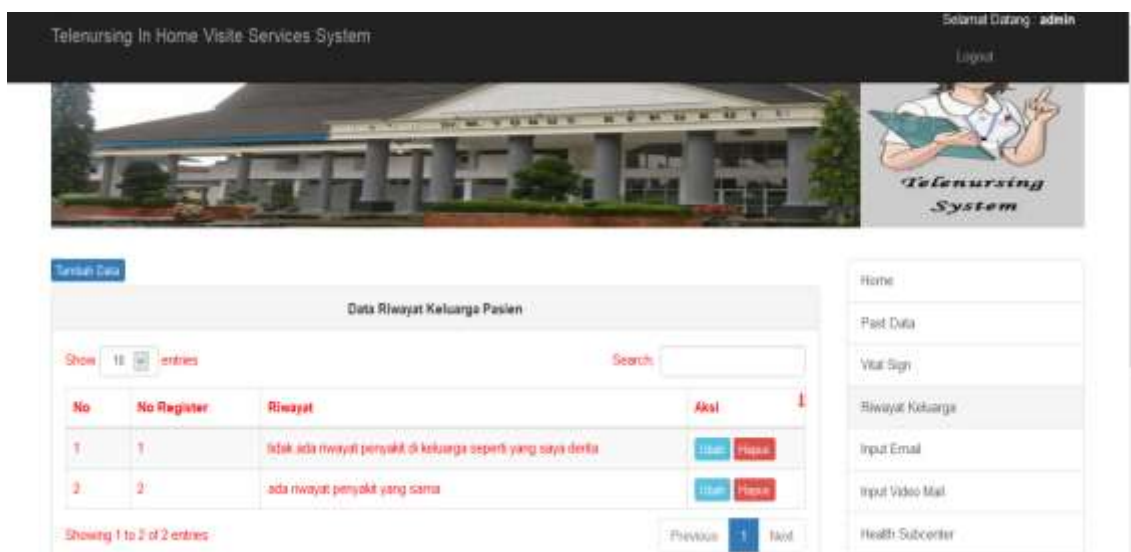 Telenursing In Home Visite Services System
Selamat Datang : admin
Logout
Telenursing
System
Tambah Data
Data Riwayat Keluarga Pasien
Show 10 entries
Search:
No No Register Riwayat Aksi
1 1 tidak ada riwayat penyakit di keluarga seperti yang saya derita Ubah Hapus
2 2 ada riwayat penyakit yang sama Ubah Hapus
Showing 1 to 2 of 2 entries
Previous 1 Next
Home
Past Data
Vital Sign
Riwayat Keluarga
Input Email
Input Video Mail
Health Subcenter